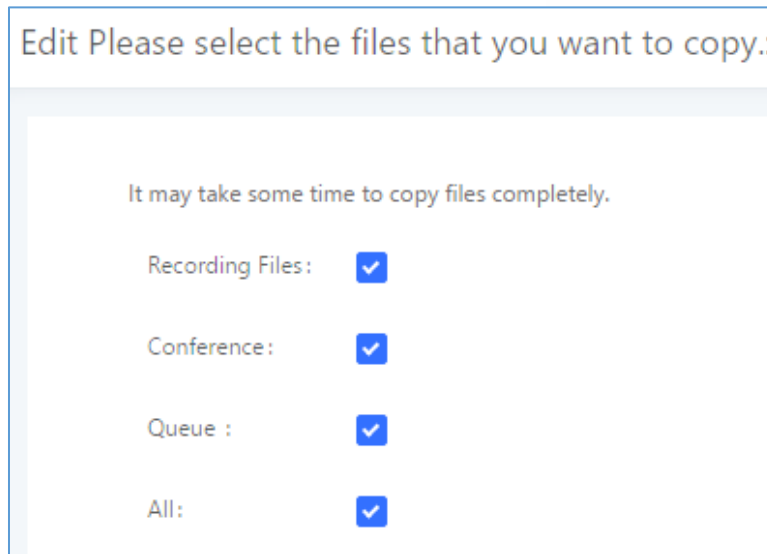 Edit Please select the files that you want to copy.:
It may take some time to copy files completely.
Recording Files:
Conference:
Queue :
All: